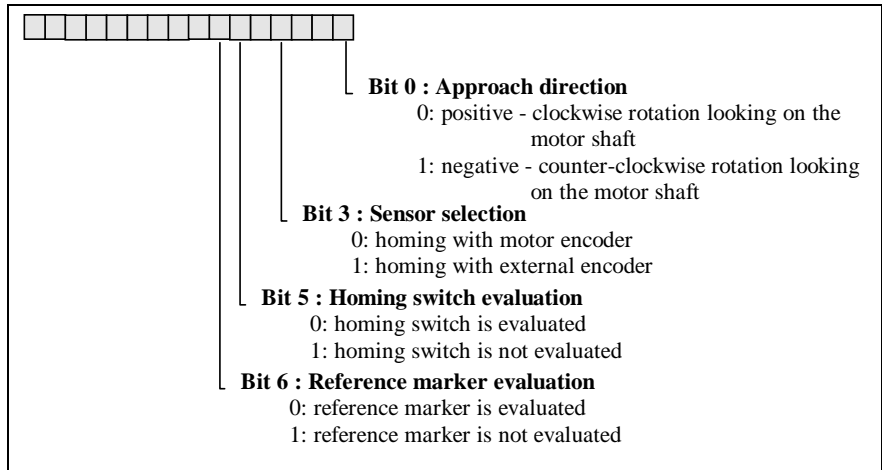 Bit 0 : Approach direction
0: positive - clockwise rotation looking on the
motor shaft
1: negative - counter-clockwise rotation looking
on the motor shaft
Bit 3 : Sensor selection
0: homing with motor encoder
1: homing with external encoder
Bit 5 : Homing switch evaluation
0: homing switch is evaluated
1: homing switch is not evaluated
Bit 6 : Reference marker evaluation
0: reference marker is evaluated
1: reference marker is not evaluated